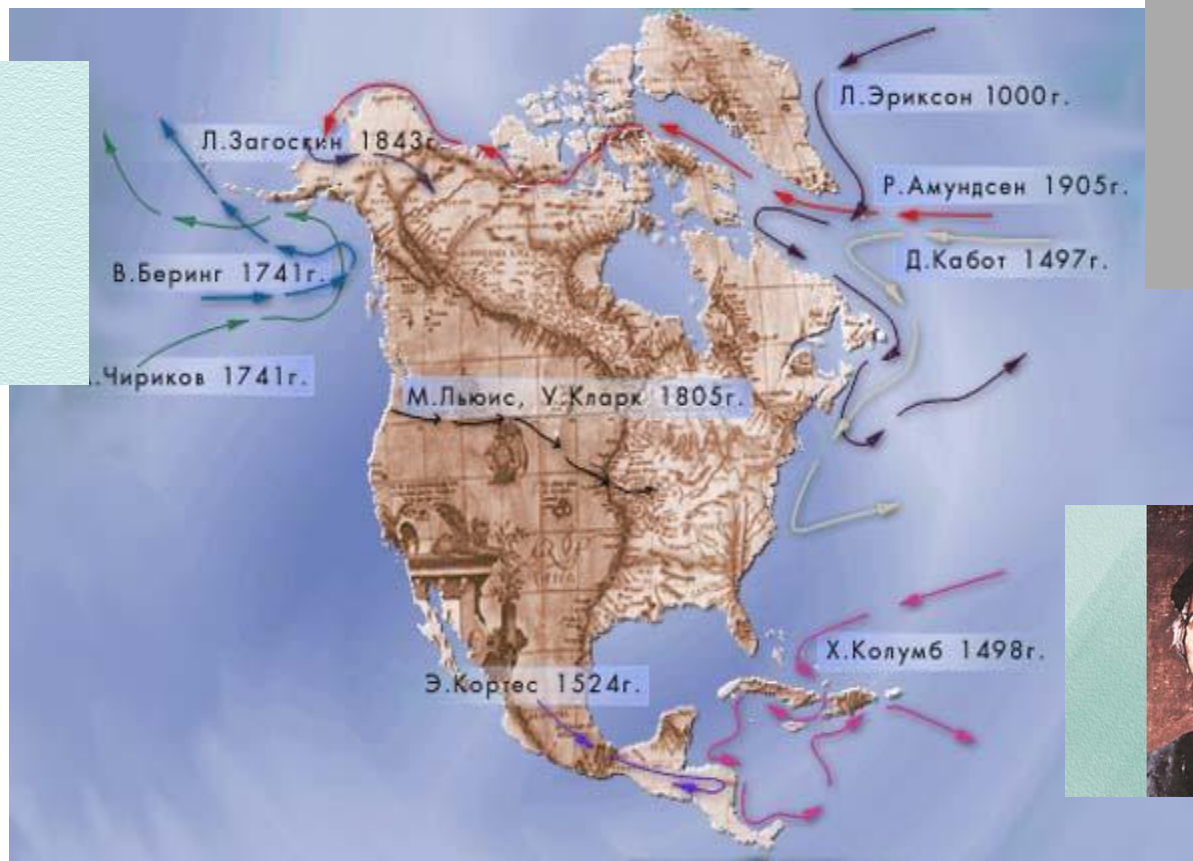 Л.Эриксон 1000г.
Л.Загоскин 1843г.
Р.Амундсен 1905г.
Д.Кабот 1497г.
В.Беринг 1741г.
.Чириков 1741г.
М.Льюис, У.Кларк 1805г.
Х.Колумб 1498г.
Э.Кортес 1524г.